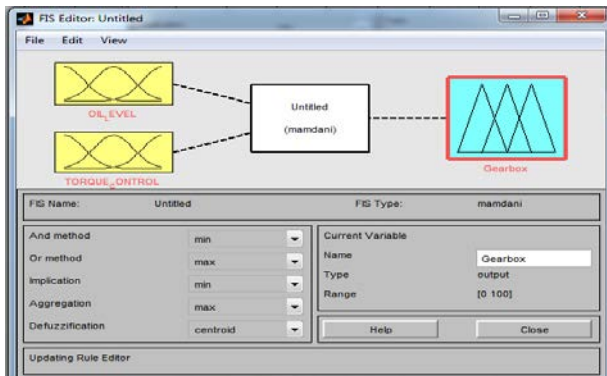 FIS Editor: Untitled
File Edit View
OIL_LEVEL
TORQUE_CONTROL
Untitled
(mamdani)
Gearbox
FIS Name: Untitled FIS Type: mamdani
And method min
Or method max
Implication min
Aggregation max
Defuzzification centroid
Current Variable
Name Gearbox
Type output
Range [0 100]
Help Close
Updating Rule Editor